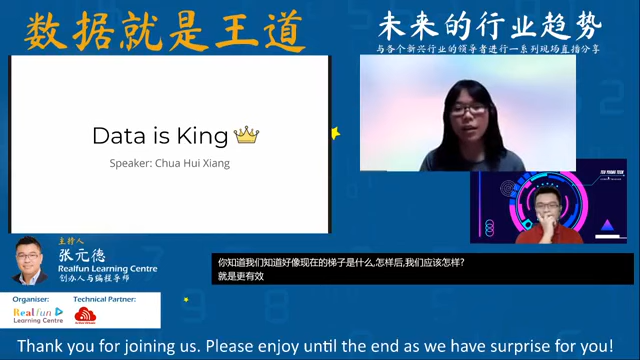 数据就是王道
未来的行业趋势
与各个新兴行业的领导者进行一系列现场直播分享
Data is King
Speaker: Chua Hui Xiang
主持人
张元德
Realfun Learning Centre
创办人与编程导师
Organiser:
Technical Partner:
Realfun
Learning Centre
你知道我们知道好像现在的梯子是什么,怎样后,我们应该怎样?
就是更有效
Thank you for joining us. Please enjoy until the end as we have surprise for you!